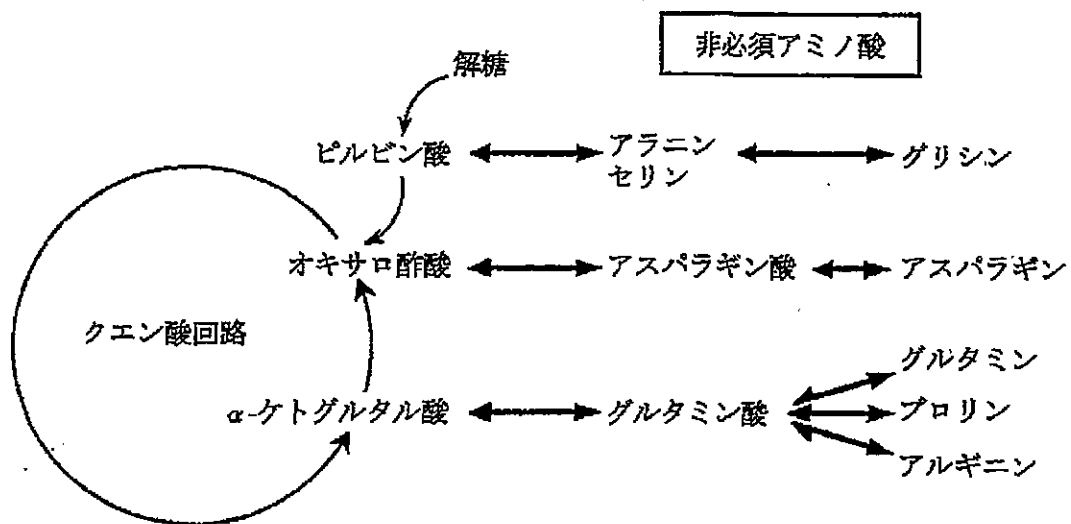 非必須アミノ酸
解糖
ピルビン酸
アラニン
セリン
グリシン
オキサロ酢酸
アスパラギン酸
アスパラギン
クエン酸回路
α-ケトグルタル酸
グルタミン酸
グルタミン
プロリン
アルギニン